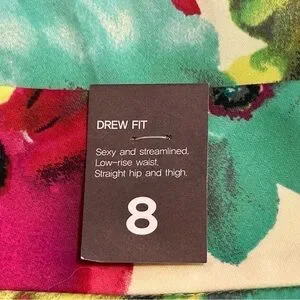 DREW FIT
Sexy and streamlined,
Low-rise waist,
Straight hip and thigh.
8